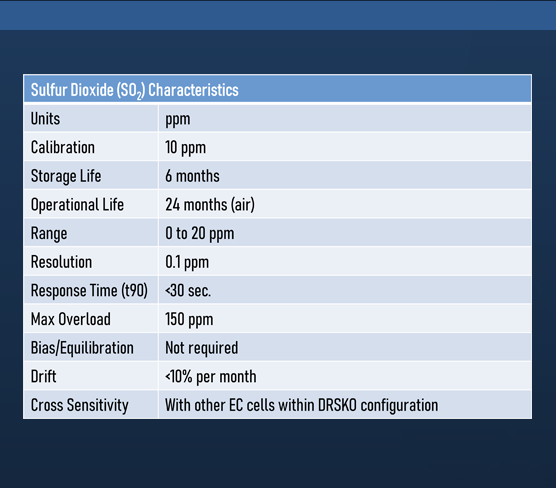 Sulfur Dioxide (SO₂) Characteristics
Units ppm
Calibration 10 ppm
Storage Life 6 months
Operational Life 24 months (air)
Range 0 to 20 ppm
Resolution 0.1 ppm
Response Time (t90) <30 sec.
Max Overload 150 ppm
Bias/Equilibration Not required
Drift <10% per month
Cross Sensitivity With other EC cells within DRSKO configuration